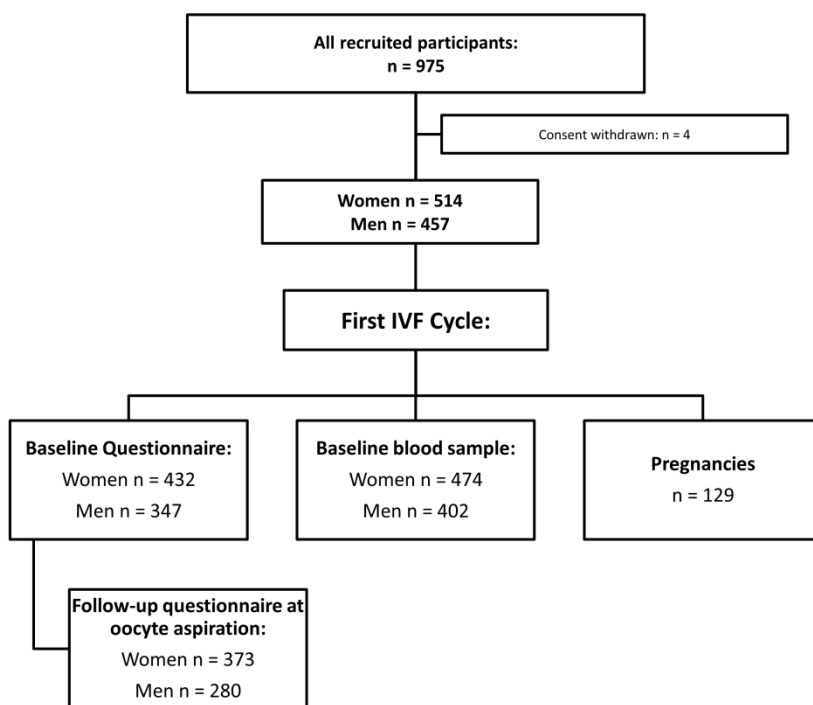 All recruited participants:
n = 975
Consent withdrawn: n = 4
Women n = 514
Men n = 457
First IVF Cycle:
Baseline Questionnaire:
Women n = 432
Men n = 347
Baseline blood sample:
Women n = 474
Men n = 402
Pregnancies
n = 129
Follow-up questionnaire at
oocyte aspiration:
Women n = 373
Men n = 280